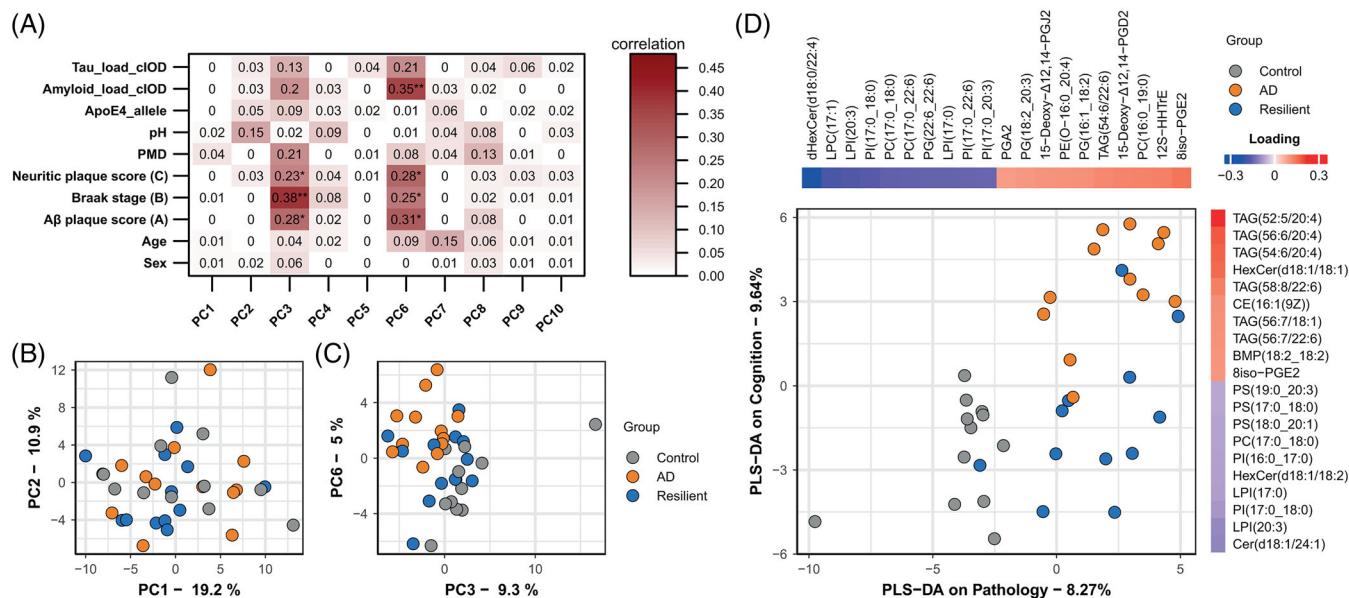 (A)
correlation
Tau_load_clOD 0 0.03 0.13 0 0.04 0.21 0 0.04 0.06 0.02
Amyloid_load_clOD 0 0.03 0.2 0.03 0 0.35** 0.03 0.02 0 0
ApoE4_allele 0 0.05 0.09 0.03 0.02 0.01 0.06 0 0.02 0.02
pH 0.02 0.15 0.02 0.09 0 0 0.04 0.08 0 0.01
PMD 0.04 0 0.21 0 0.01 0.08 0.04 0.13 0.01 0
Neuritic plaque score (C) 0 0.03 0.23* 0.04 0.01 0.28* 0 0.03 0.03 0.03
Braak stage (B) 0.01 0 0.38** 0.08 0 0.25* 0 0.02 0.01 0.01
Aβ plaque score (A) 0 0 0.28* 0.02 0 0.31* 0 0.08 0 0.01
Age 0.01 0 0.04 0.02 0 0.09 0.15 0.06 0.01 0.01
Sex 0.01 0.02 0.06 0 0 0 0 0.03 0.01 0.01
PC1 PC2 PC3 PC4 PC5 PC6 PC7 PC8 PC9 PC10
0.45
0.40
0.35
0.30
0.25
0.20
0.15
0.10
0.05
0.00
(B)
PC2 − 10.9 %
12
8
4
0
−4
−10 −5 0 5 10
PC1 − 19.2 %
(C)
PC6 − 5 %
4
0
−4
0 10
PC3 − 9.3 %
Group
Control
AD
Resilient
(D)
dHexCer(d18:0/22:4)
LPC(17:1)
LPI(20:3)
PI(17:0_18:0)
PC(17:0_18:0)
PC(17:0_22:6)
PG(22:6_22:6)
LPI(17:0)
PI(17:0_22:6)
PI(17:0_20:3)
PGA2
PG(18:2_20:3)
15−Deoxy−Δ12,14−PGJ2
PE(O−16:0_20:4)
PG(16:1_18:2)
TAG(54:6/22:6)
15−Deoxy−Δ12,14−PGD2
PC(16:0_19:0)
12S−HHTrE
8iso−PGE2
Group
Control
AD
Resilient
Loading
−0.3 0.0 0.3
PLS−DA on Cognition − 9.64%
6
3
0
−3
−6
−10 −5 0 5
PLS−DA on Pathology − 8.27%
TAG(52:5/20:4)
TAG(56:6/20:4)
TAG(54:6/20:4)
HexCer(d18:1/18:1)
TAG(58:8/22:6)
CE(16:1(9Z))
TAG(56:7/18:1)
TAG(56:7/22:6)
BMP(18:2_18:2)
8iso−PGE2
PS(19:0_20:3)
PS(17:0_18:0)
PS(18:0_20:1)
PC(17:0_18:0)
PI(16:0_17:0)
HexCer(d18:1/18:2)
LPI(17:0)
PI(17:0_18:0)
LPI(20:3)
Cer(d18:1/24:1)